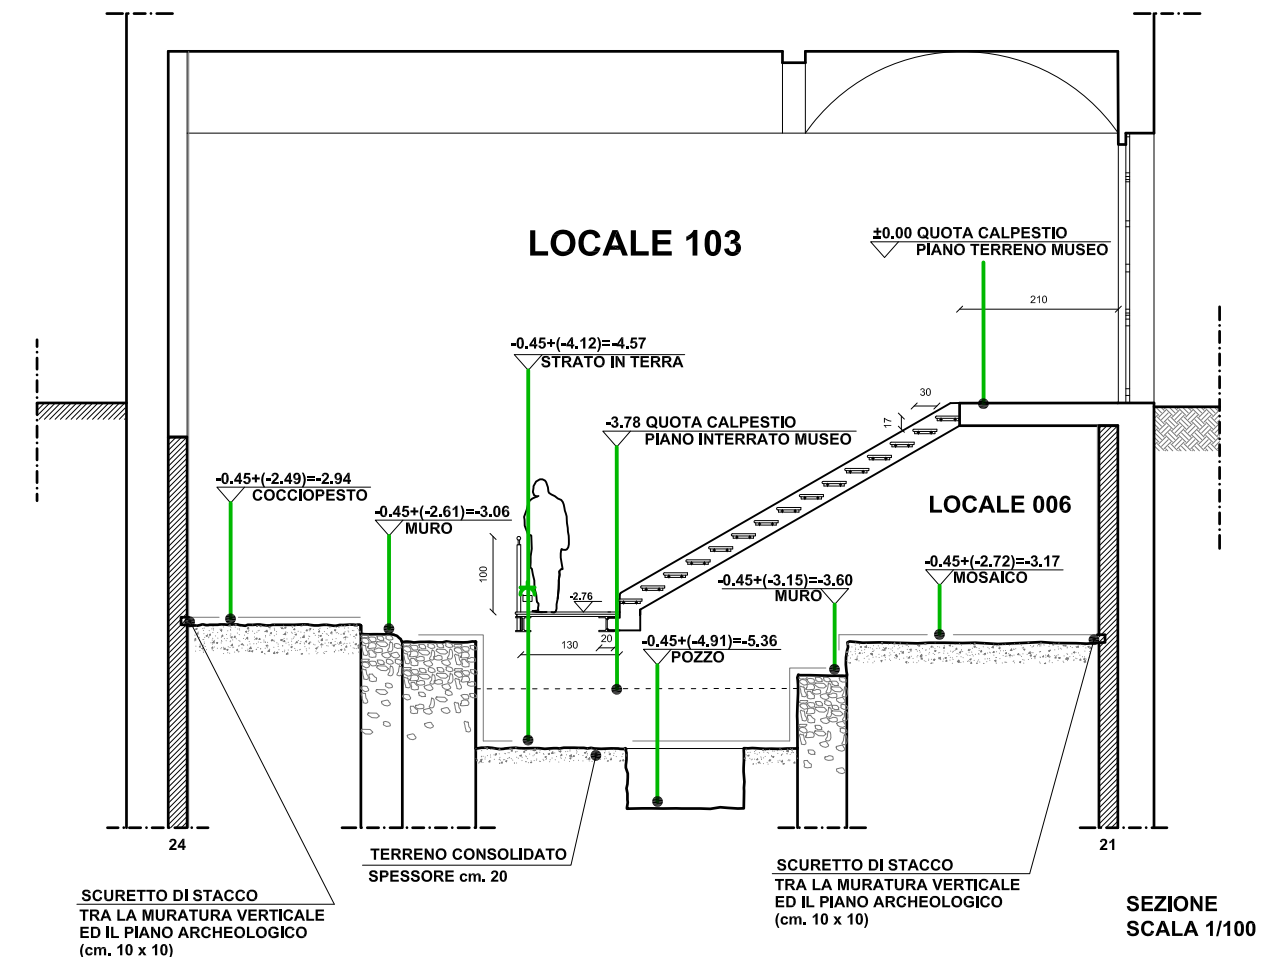 LOCALE 103
±0.00 QUOTA CALPESTIO
PIANO TERRENO MUSEO
210
-0.45+(-4.12)=-4.57
STRATO IN TERRA
30
17
-3.78 QUOTA CALPESTIO
PIANO INTERRATO MUSEO
-0.45+(-2.49)=-2.94
COCCIOPESTO
LOCALE 006
-0.45+(-2.61)=-3.06
MURO
100
-0.45+(-2.72)=-3.17
MOSAICO
-0.45+(-3.15)=-3.60
MURO
-2.76
20
130
-0.45+(-4.91)=-5.36
POZZO
24
21
TERRENO CONSOLIDATO
SPESSORE cm. 20
SCURETTO DI STACCO
TRA LA MURATURA VERTICALE
ED IL PIANO ARCHEOLOGICO
(cm. 10 x 10)
SCURETTO DI STACCO
TRA LA MURATURA VERTICALE
ED IL PIANO ARCHEOLOGICO
(cm. 10 x 10)
SEZIONE
SCALA 1/100